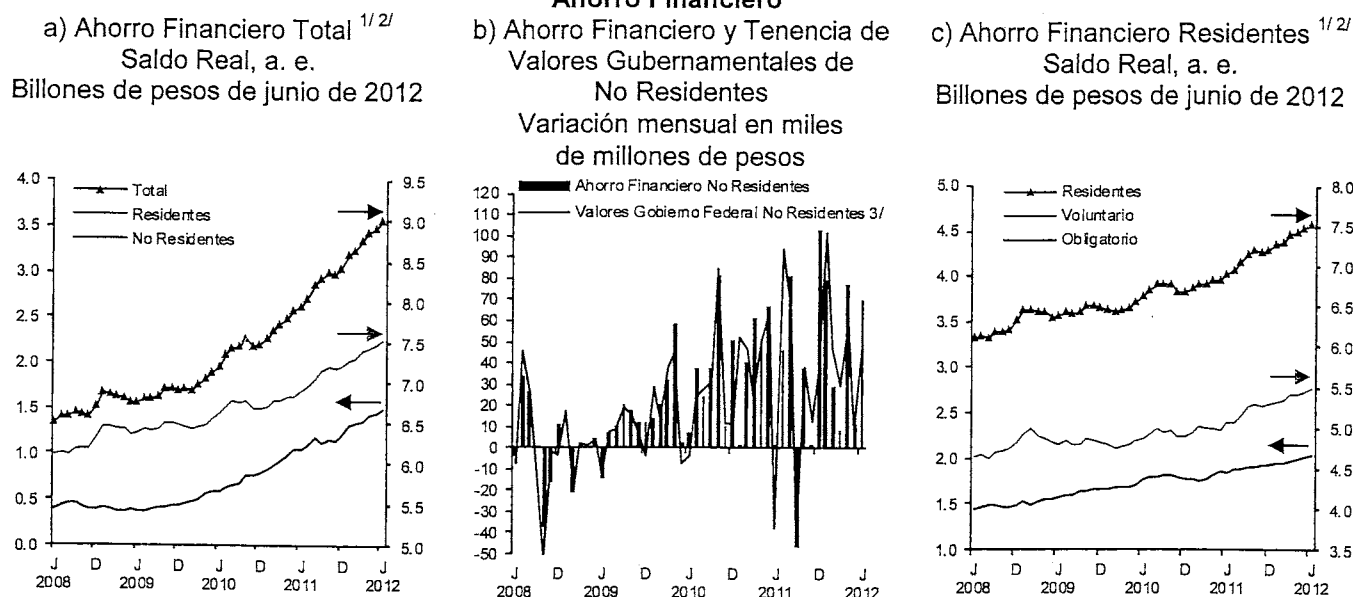 Ahorro Financiero
a) Ahorro Financiero Total 1/ 2/
Saldo Real, a. e.
Billones de pesos de junio de 2012
4.0
3.5
3.0
2.5
2.0
1.5
1.0
0.5
0.0
Total
Residentes
No Residentes
9.5
9.0
8.5
8.0
7.5
7.0
6.5
6.0
5.5
5.0
J D J D J D J D J
2008 2009 2010 2011 2012
b) Ahorro Financiero y Tenencia de
Valores Gubernamentales de
No Residentes
Variación mensual en miles
de millones de pesos
120
110
100
90
80
70
60
50
40
30
20
10
0
-10
-20
-30
-40
-50
Ahorro Financiero No Residentes
Valores Gobierno Federal No Residentes 3/
J D J D J D J D J
2008 2009 2010 2011 2012
c) Ahorro Financiero Residentes 1/ 2/
Saldo Real, a. e.
Billones de pesos de junio de 2012
5.0
4.5
4.0
3.5
3.0
2.5
2.0
1.5
1.0
Residentes
Voluntario
Obligatorio
8.0
7.5
7.0
6.5
6.0
5.5
5.0
4.5
4.0
3.5
J D J D J D J D J
2008 2009 2010 2011 2012